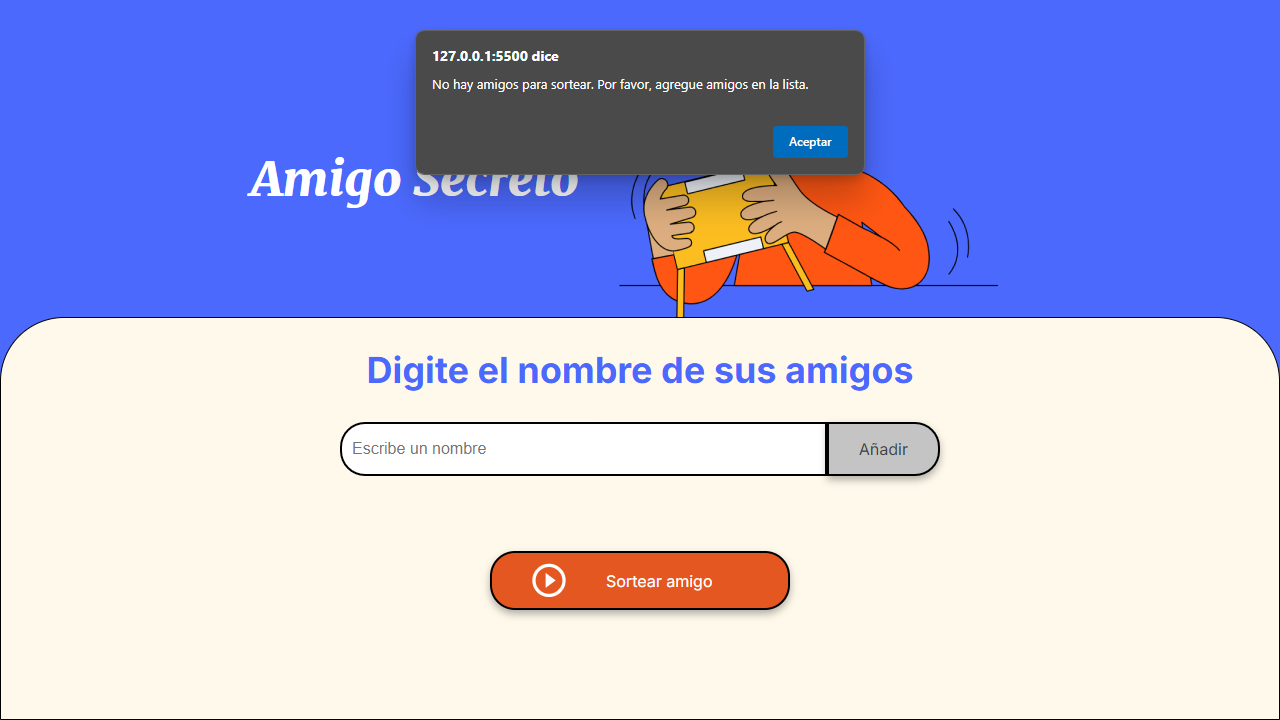 127.0.0.1:5500 dice
No hay amigos para sortear. Por favor, agregue amigos en la lista.
Aceptar
Amigo Secreto
Digite el nombre de sus amigos
Escribe un nombre
Añadir
Sortear amigo